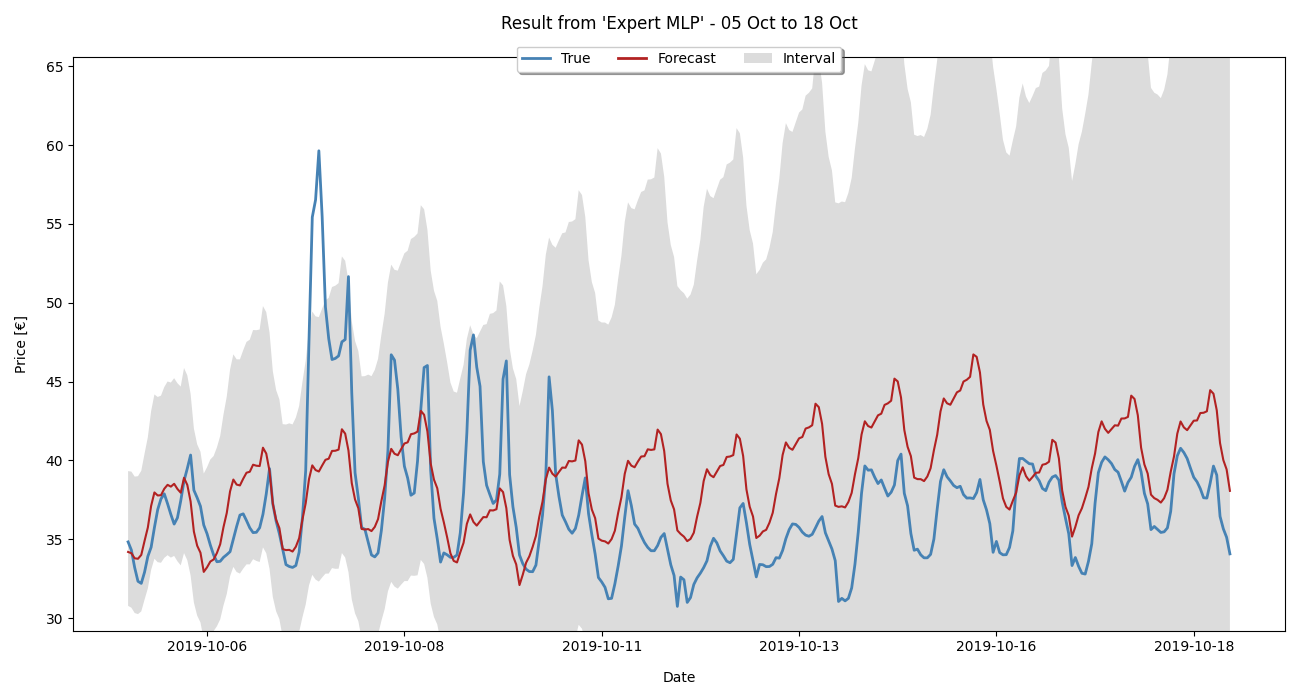 Result from 'Expert MLP' - 05 Oct to 18 Oct
True Forecast Interval
65
60
55
50
45
40
35
30
Price [€]
2019-10-06 2019-10-08 2019-10-11 2019-10-13 2019-10-16 2019-10-18
Date